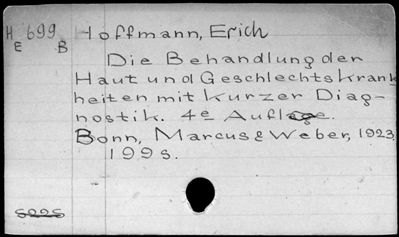 H 699 Hoffmann, Erich
E B
Die Behandlung der
Haut und Geschlechtskrank
heiten mit kurzer Diag-
nostik. 4e Auflage.
Bonn, Marcus & Weber, 1923
199s.